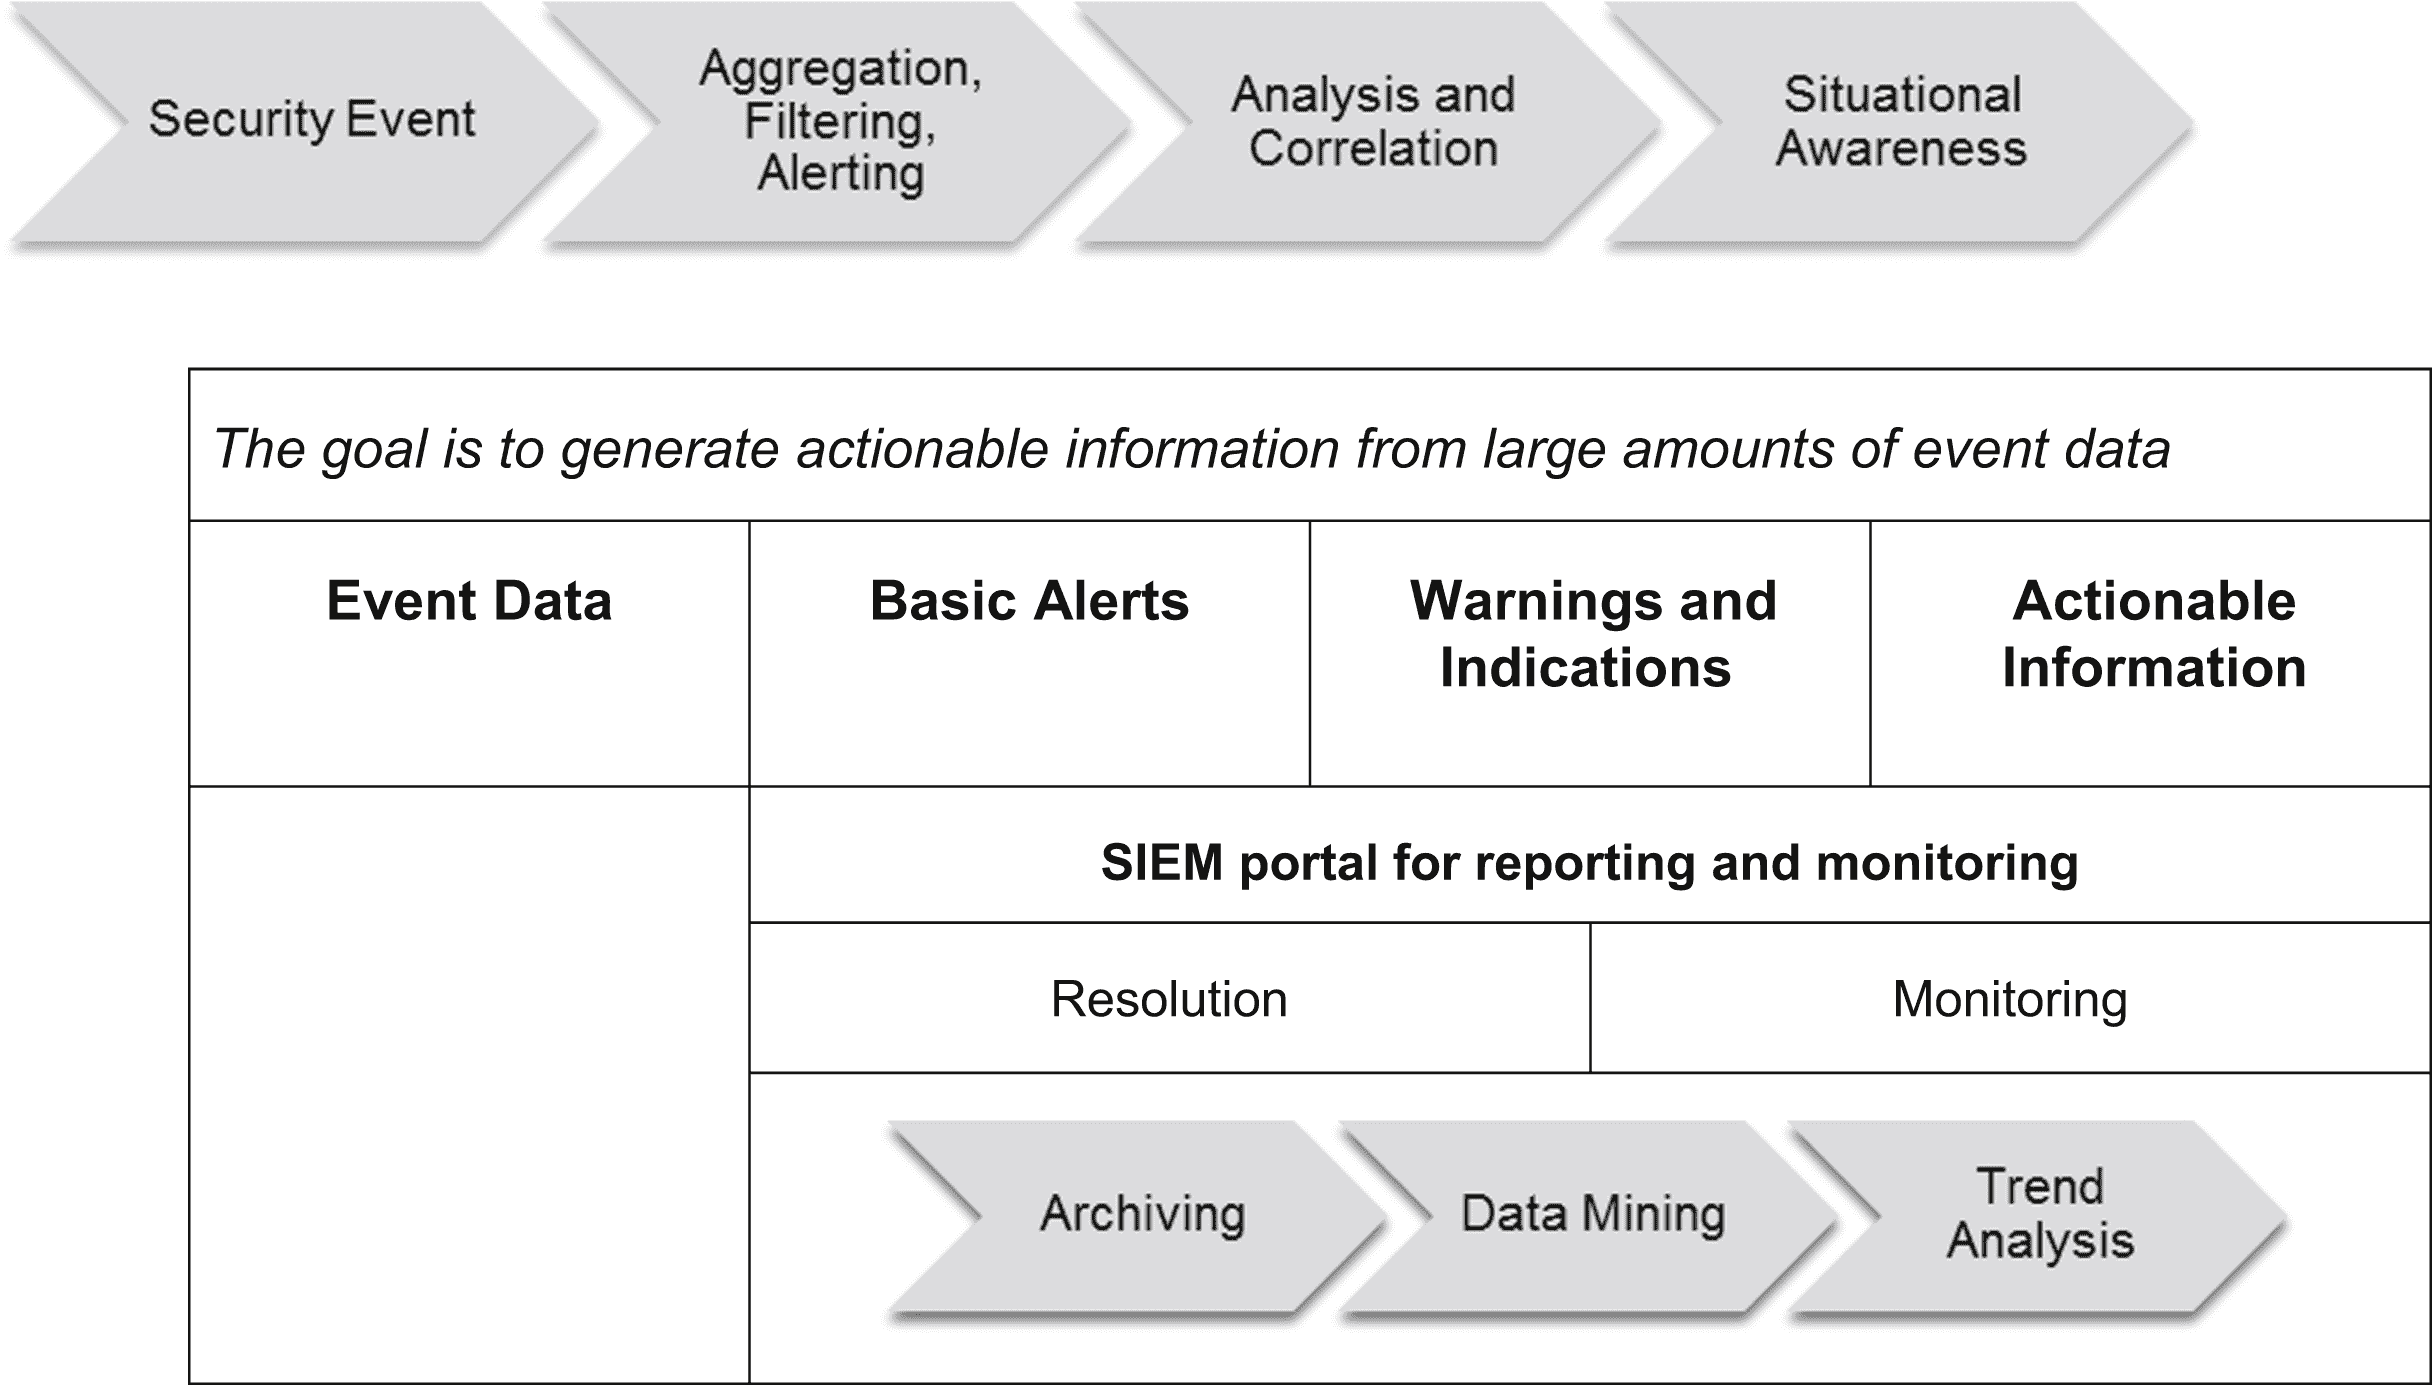 Security Event
Aggregation,
Filtering,
Alerting
Analysis and
Correlation
Situational
Awareness
The goal is to generate actionable information from large amounts of event data
Event Data
Basic Alerts
Warnings and
Indications
Actionable
Information
SIEM portal for reporting and monitoring
Resolution
Monitoring
Archiving
Data Mining
Trend
Analysis